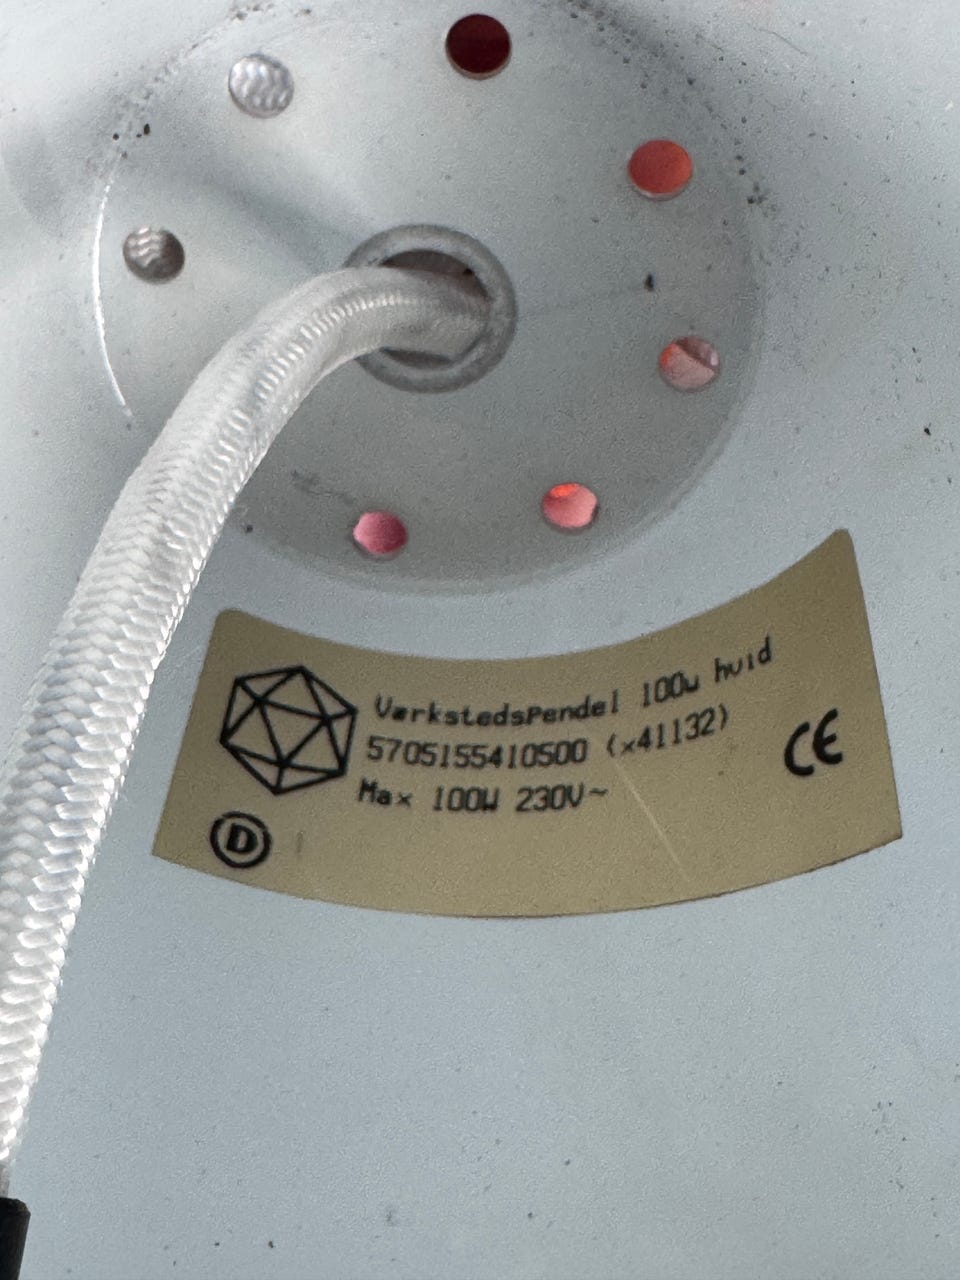 Værkstedspendel 100w hvid
5705155410500 (x41132)
Max 100W 230V~
CE
D